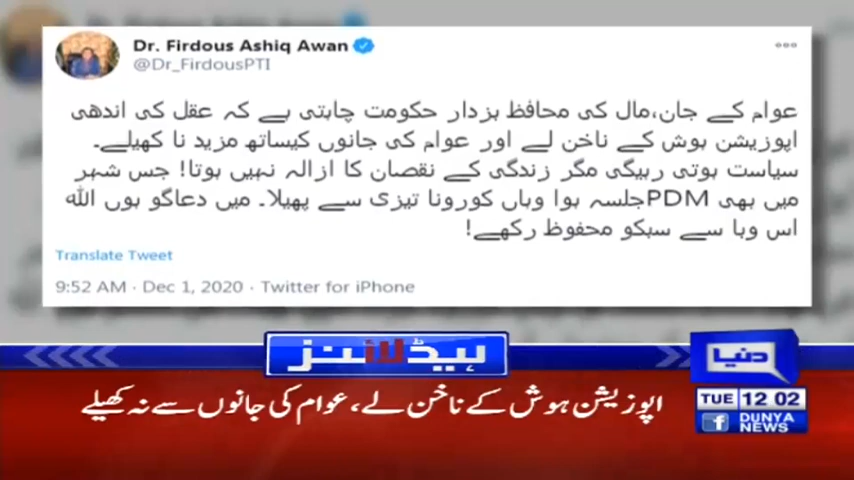 Dr. Firdous Ashiq Awan
@Dr_FirdousPTI
عوام کے جان،مال کی محافظ بزدار حکومت چاہتی ہے کہ عقل کی اندھی
اپوزیشن ہوش کے ناخن لے اور عوام کی جانوں کیساتھ مزید نا کھیلے۔
سیاست ہوتی رہیگی مگر زندگی کے نقصان کا ازالہ نہیں ہوتا! جس شہر
میں بھی PDMجلسہ ہوا وہاں کورونا تیزی سے پھیلا۔ میں دعاگو ہوں اللہ
اس وبا سے سبکو محفوظ رکھے!
Translate Tweet
9:52 AM · Dec 1, 2020 · Twitter for iPhone
ہیڈلائنز
دنیا
اپوزیشن ہوش کے ناخن لے، عوام کی جانوں سے نہ کھیلے
TUE 12 02
f DUNYA
NEWS